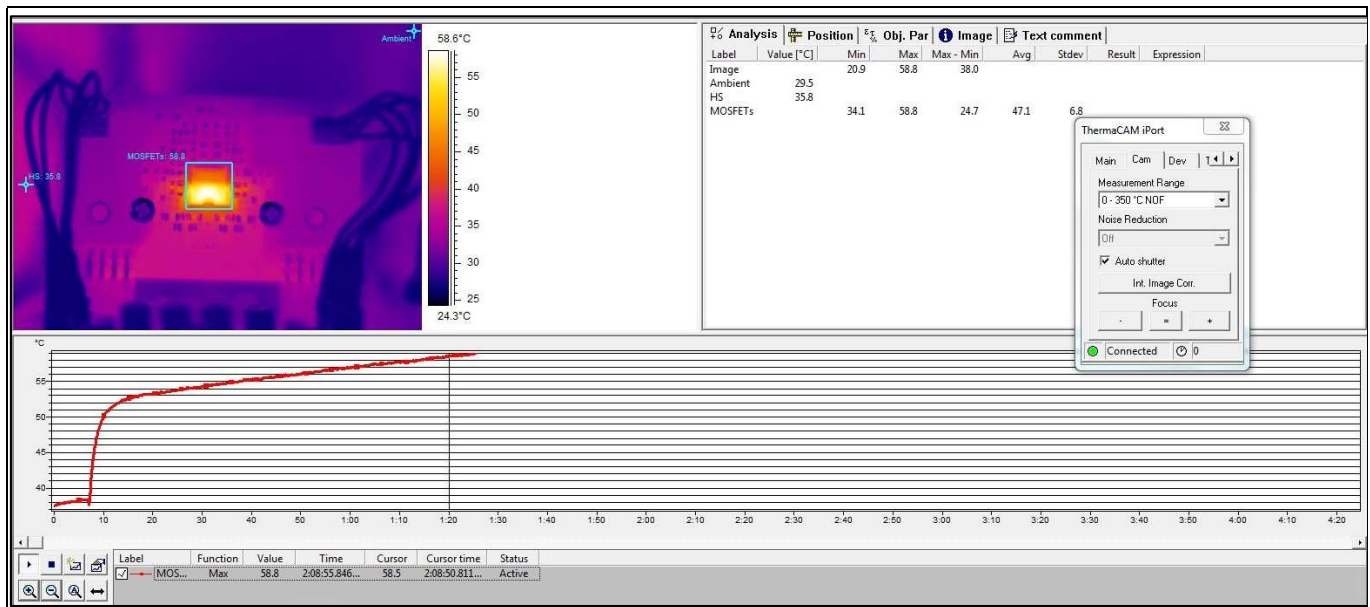 Ambient
MOSFETs: 58.8
HS: 35.8
58.6°C
55
50
45
40
35
30
25
24.3°C
Analysis Position Obj. Par Image Text comment
Label Value [°C] Min Max Max - Min Avg Stdev Result Expression
Image 20.9 58.8 38.0
Ambient 29.5
HS 35.8
MOSFETs 34.1 58.8 24.7 47.1 6.8
ThermaCAM iPort
Main Cam Dev
Measurement Range
0 - 350 °C NOF
Noise Reduction
Off
Auto shutter
Int. Image Corr.
Focus
- = +
Connected 0
°C
55
50
45
40
0 10 20 30 40 50 1:00 1:10 1:20 1:30 1:40 1:50 2:00 2:10 2:20 2:30 2:40 2:50 3:00 3:10 3:20 3:30 3:40 3:50 4:00 4:10 4:20
Label Function Value Time Cursor Cursor time Status
MOS... Max 58.8 2:08:55.846... 58.5 2:08:50.811... Active